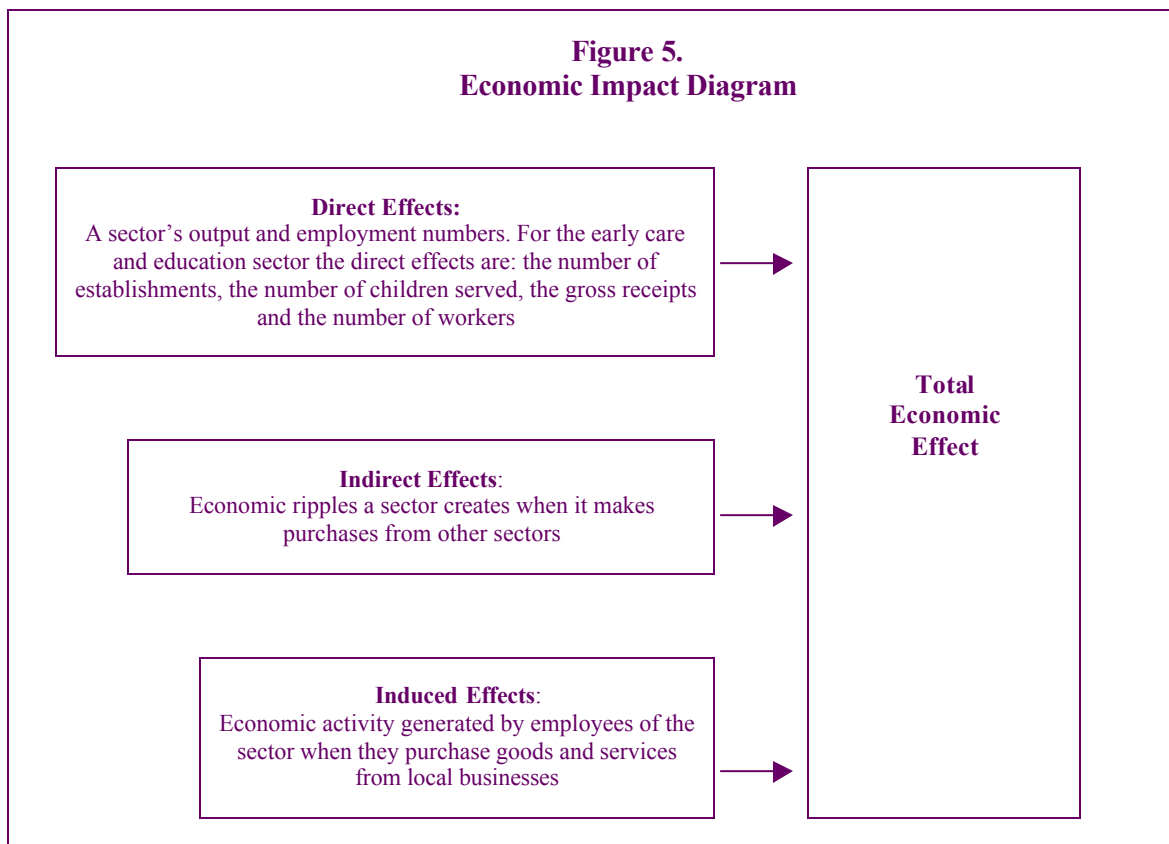 Figure 5.
Economic Impact Diagram
Direct Effects:
A sector’s output and employment numbers. For the early care
and education sector the direct effects are: the number of
establishments, the number of children served, the gross receipts
and the number of workers
Total
Economic
Effect
Indirect Effects:
Economic ripples a sector creates when it makes
purchases from other sectors
Induced Effects:
Economic activity generated by employees of the
sector when they purchase goods and services
from local businesses